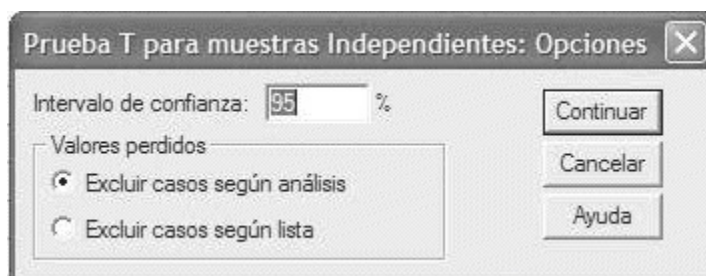 Prueba T para muestras Independientes: Opciones
Intervalo de confianza: 95 %
Continuar
Valores perdidos
Cancelar
Excluir casos según análisis
Ayuda
Excluir casos según lista